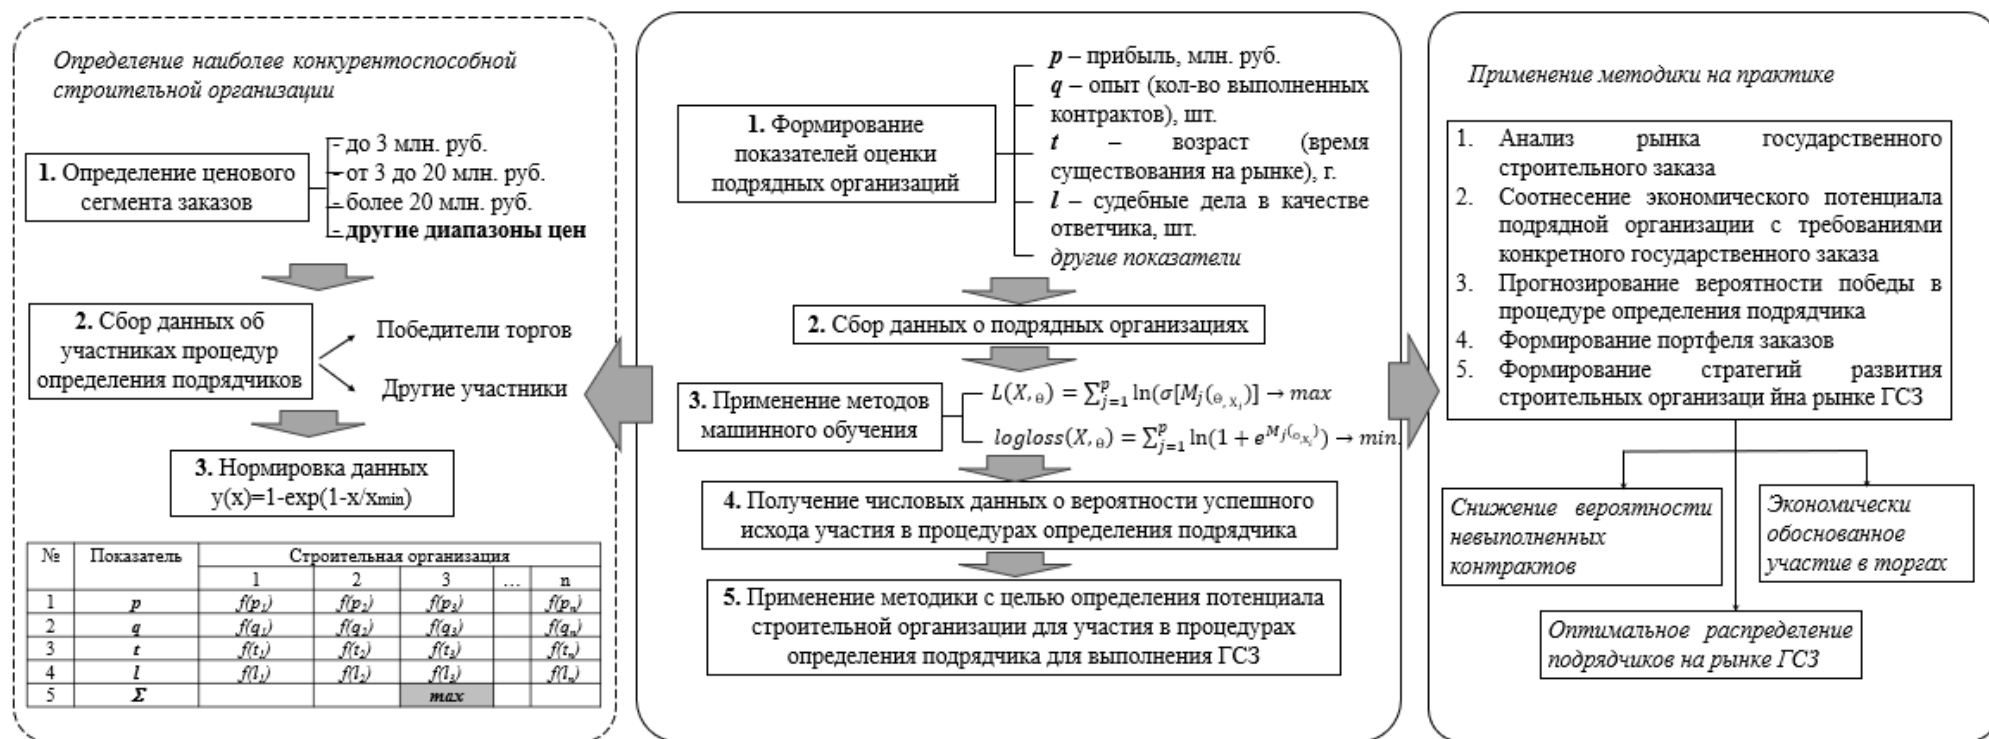 Определение наиболее конкурентоспособной
строительной организации
1. Определение ценового
сегмента заказов
- до 3 млн. руб.
- от 3 до 20 млн. руб.
- более 20 млн. руб.
- другие диапазоны цен
2. Сбор данных об
участниках процедур
определения подрядчиков
Победители торгов
Другие участники
3. Нормировка данных
y(x)=1-exp(1-x/xmin)
№ Показатель Строительная организация
1 2 3 ... n
1 p f(p₁) f(p₂) f(p₃) f(pₙ)
2 q f(q₁) f(q₂) f(q₃) f(qₙ)
3 t f(t₁) f(t₂) f(t₃) f(tₙ)
4 l f(l₁) f(l₂) f(l₃) f(lₙ)
5 Σ max
1. Формирование
показателей оценки
подрядных организаций
p – прибыль, млн. руб.
q – опыт (кол-во выполненных
контрактов), шт.
t – возраст (время
существования на рынке), г.
l – судебные дела в качестве
ответчика, шт.
другие показатели
2. Сбор данных о подрядных организациях
3. Применение методов
машинного обучения
L(X,θ) = ∑ᵖⱼ₌₁ ln(σ[Mⱼ(θ, xᵢ)] → max
logloss(X,θ) = ∑ᵖⱼ₌₁ ln(1 + e^Mⱼ(θ,xᵢ)) → min.
4. Получение числовых данных о вероятности успешного
исхода участия в процедурах определения подрядчика
5. Применение методики с целью определения потенциала
строительной организации для участия в процедурах
определения подрядчика для выполнения ГСЗ
Применение методики на практике
1. Анализ рынка государственного
строительного заказа
2. Соотнесение экономического потенциала
подрядной организации с требованиями
конкретного государственного заказа
3. Прогнозирование вероятности победы в
процедуре определения подрядчика
4. Формирование портфеля заказов
5. Формирование стратегий развития
строительных организаци йна рынке ГСЗ
Снижение вероятности
невыполненных
контрактов
Экономически
обоснованное
участие в торгах
Оптимальное распределение
подрядчиков на рынке ГСЗ